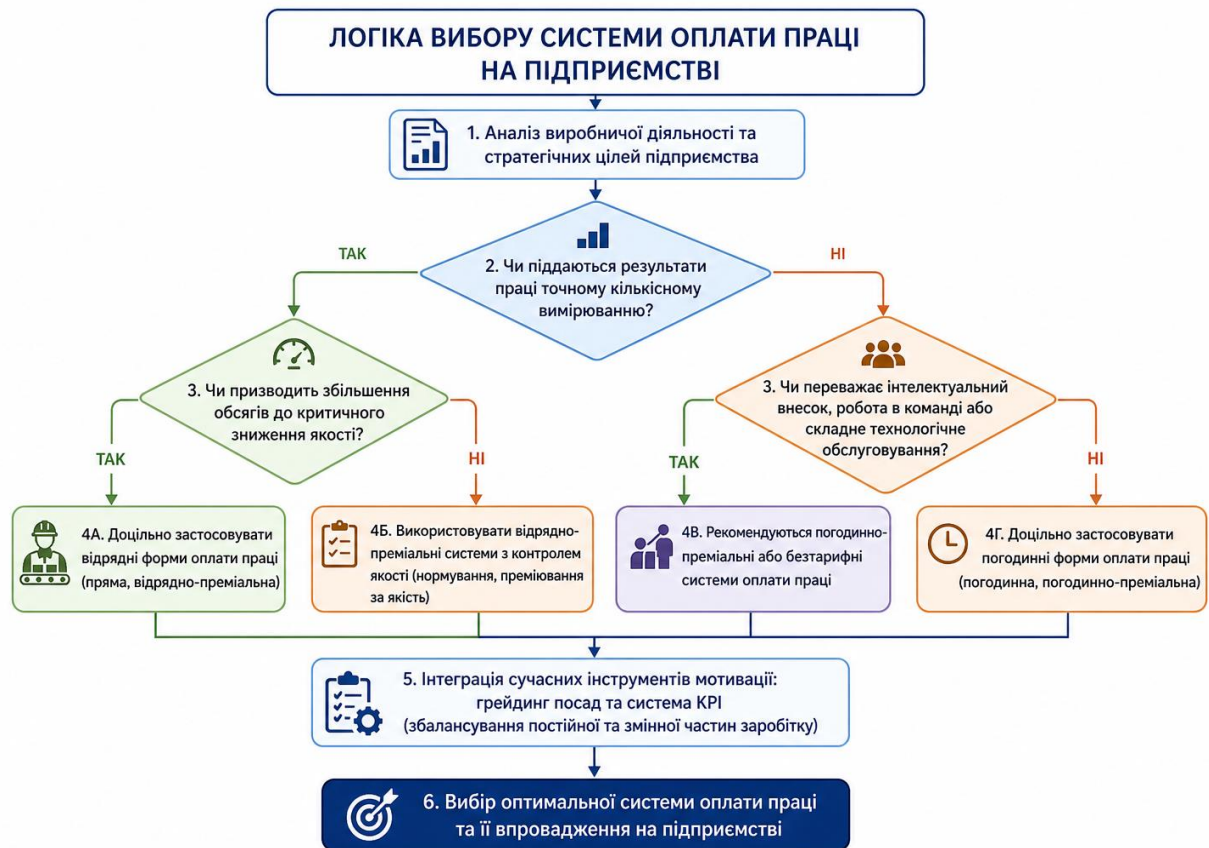 ЛОГІКА ВИБОРУ СИСТЕМИ ОПЛАТИ ПРАЦІ
НА ПІДПРИЄМСТВІ
1. Аналіз виробничої діяльності та
стратегічних цілей підприємства
ТАК
НІ
2. Чи піддаються результати
праці точному кількісному
вимірюванню?
3. Чи призводить збільшення
обсягів до критичного
зниження якості?
3. Чи переважає інтелектуальний
внесок, робота в команді або
складне технологічне
обслуговування?
ТАК
НІ
ТАК
НІ
4А. Доцільно застосовувати
відрядні форми оплати праці
(пряма, відрядно-преміальна)
4Б. Використовувати відрядно-
преміальні системи з контролем
якості (нормування, преміювання
за якість)
4В. Рекомендуються погодинно-
преміальні або безтарифні
системи оплати праці
4Г. Доцільно застосовувати
погодинні форми оплати праці
(погодинна, погодинно-преміальна)
5. Інтеграція сучасних інструментів мотивації:
грейдинг посад та система KPI
(збалансування постійної та змінної частин заробітку)
6. Вибір оптимальної системи оплати праці
та її впровадження на підприємстві